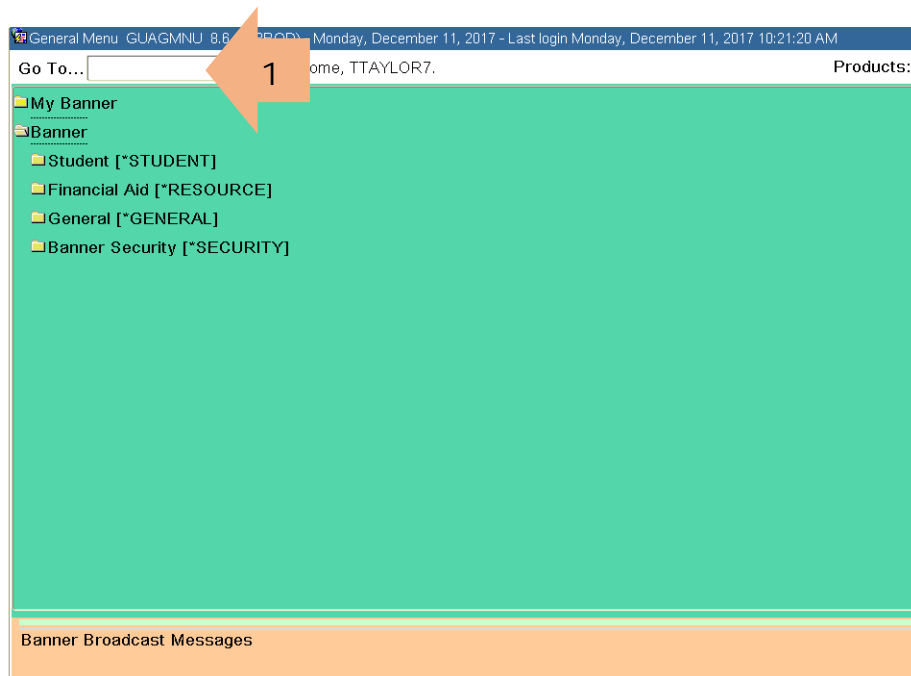 General Menu GUAGMNU 8.6 PROD) - Monday, December 11, 2017 - Last login Monday, December 11, 2017 10:21:20 AM
Go To... 1 ome, TTAYLOR7. Products:
My Banner
Banner
Student [*STUDENT]
Financial Aid [*RESOURCE]
General [*GENERAL]
Banner Security [*SECURITY]
Banner Broadcast Messages